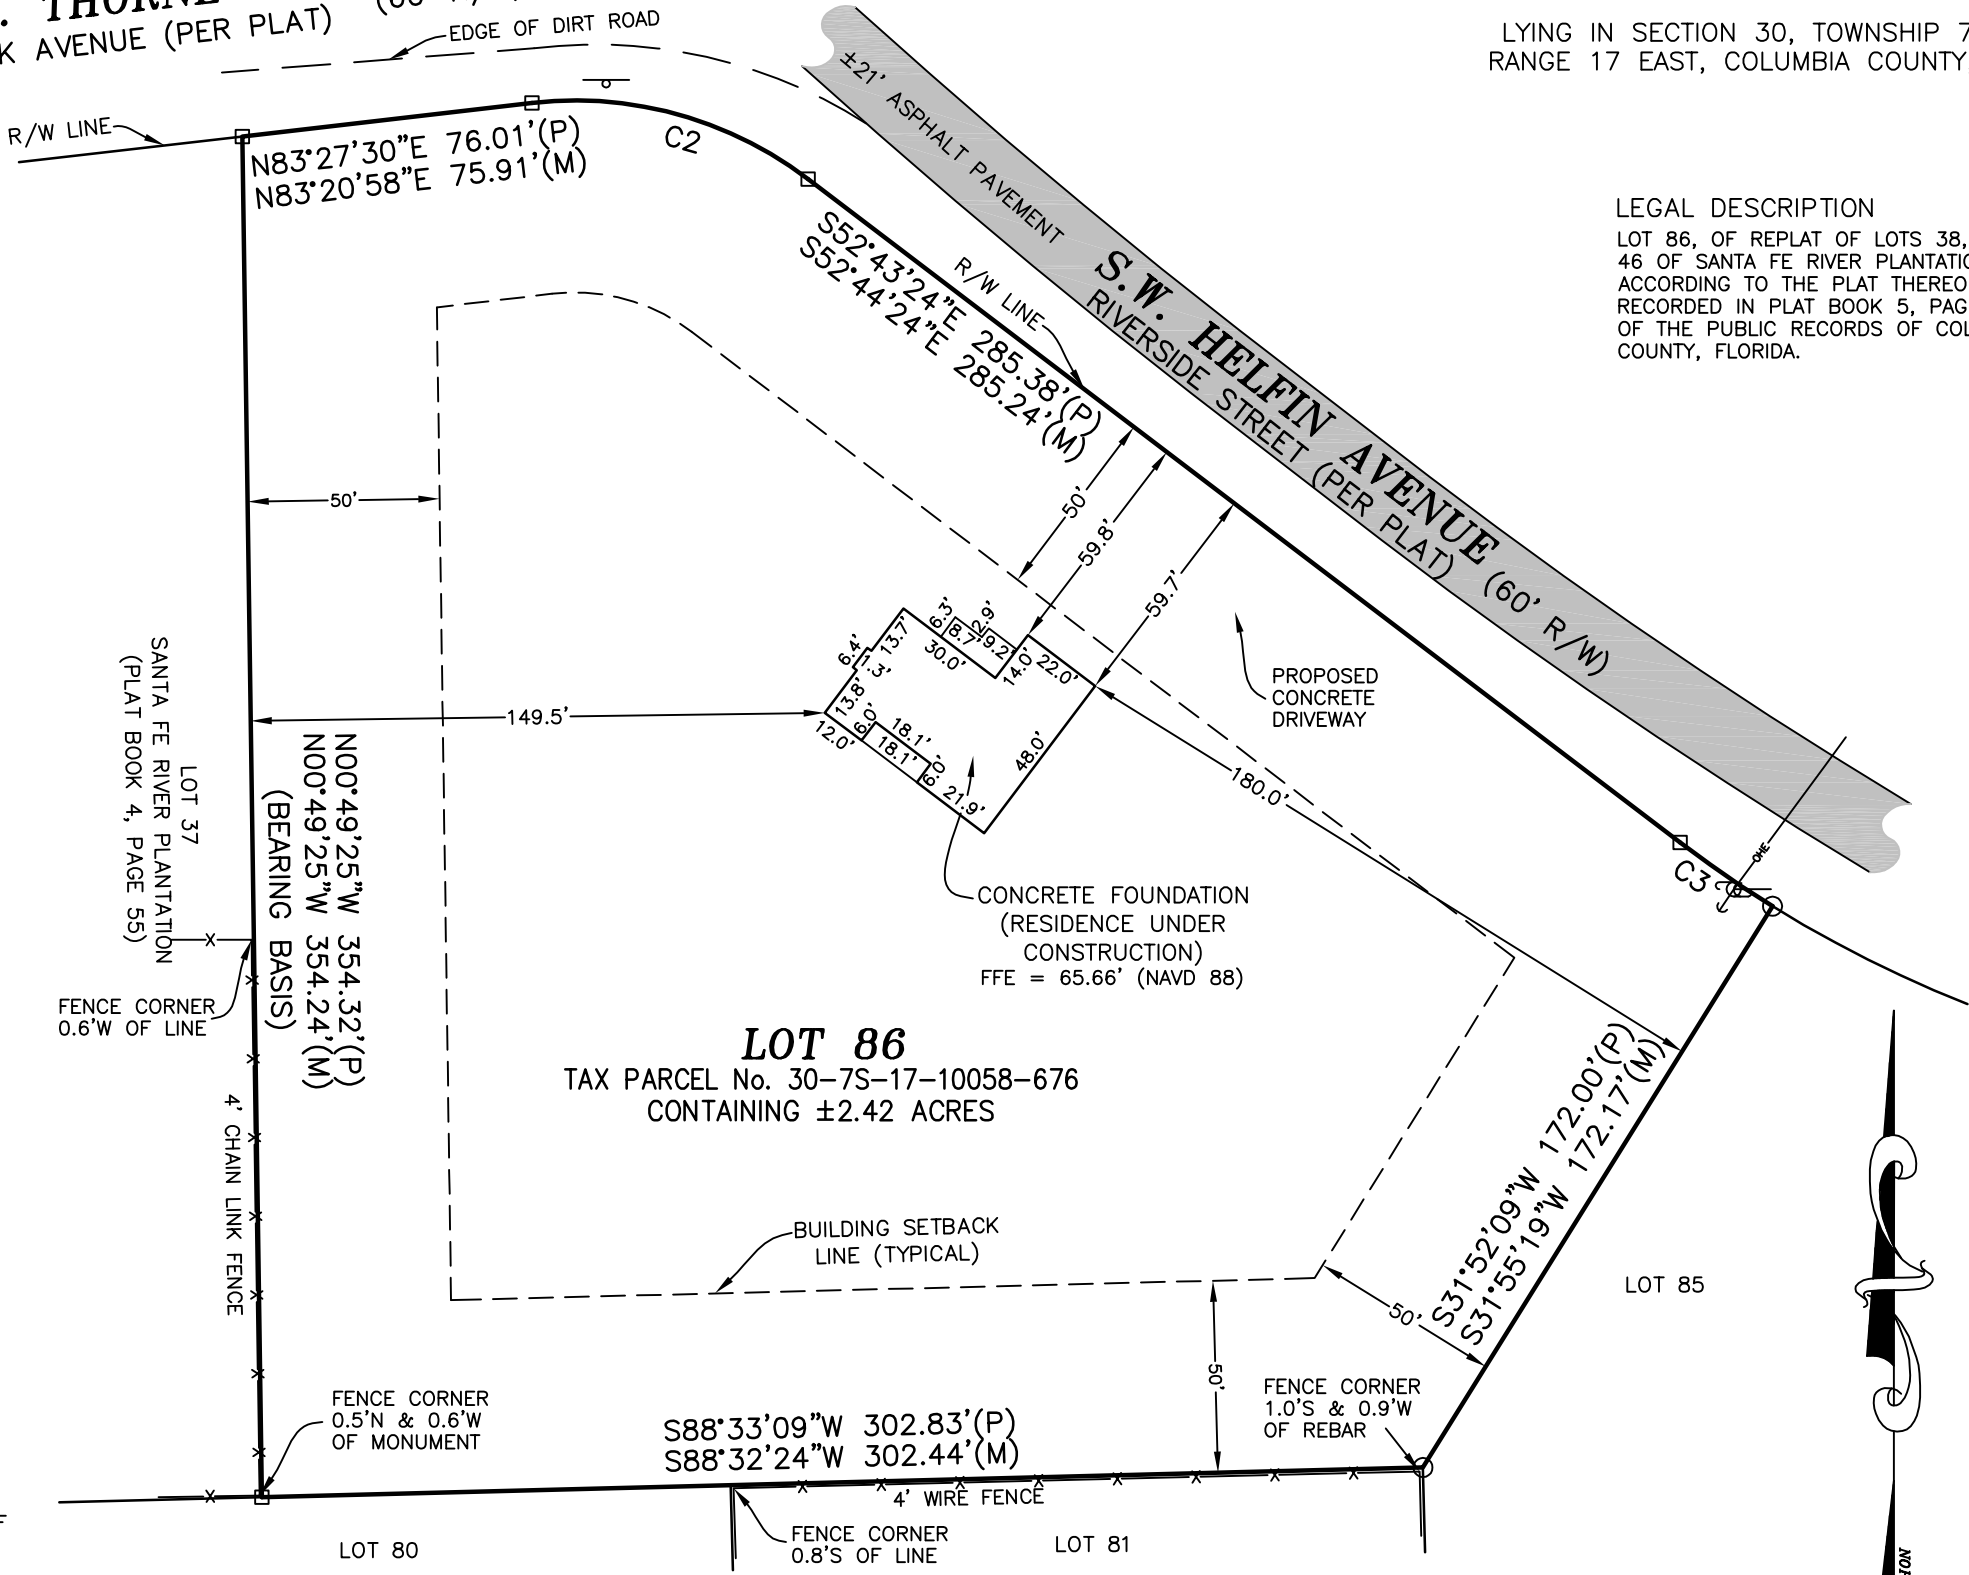 THORNE
K AVENUE (PER PLAT)
EDGE OF DIRT ROAD
R/W LINE
N83°27'30"E 76.01'(P)
N83°20'58"E 75.91'(M)
C2
±21' ASPHALT PAVEMENT
LYING IN SECTION 30, TOWNSHIP 7
RANGE 17 EAST, COLUMBIA COUNTY,
LEGAL DESCRIPTION
LOT 86, OF REPLAT OF LOTS 38,
46 OF SANTA FE RIVER PLANTATIO
ACCORDING TO THE PLAT THEREO
RECORDED IN PLAT BOOK 5, PAG
OF THE PUBLIC RECORDS OF COL
COUNTY, FLORIDA.
S52°43'24"E 285.38'(P)
S52°44'24"E 285.24'(M)
R/W LINE
S.W. HELFIN AVENUE (60' R/W)
RIVERSIDE STREET (PER PLAT)
50'
50'
59.8'
59.7'
149.5'
180.0'
6.4'
1.3'
13.7'
13.8'
6.3'
8.7'
2.9'
9.2'
30.0'
14.0'
22.0'
12.0'
6.0'
18.1'
18.1'
6.0'
21.9'
48.0'
PROPOSED
CONCRETE
DRIVEWAY
C3
OHE
CONCRETE FOUNDATION
(RESIDENCE UNDER
CONSTRUCTION)
FFE = 65.66' (NAVD 88)
LOT 37
SANTA FE RIVER PLANTATION
(PLAT BOOK 4, PAGE 55)
N00°49'25"W 354.32'(P)
N00°49'25"W 354.24'(M)
(BEARING BASIS)
FENCE CORNER
0.6'W OF LINE
4' CHAIN LINK FENCE
LOT 86
TAX PARCEL No. 30-7S-17-10058-676
CONTAINING ±2.42 ACRES
BUILDING SETBACK
LINE (TYPICAL)
S31°52'09"W 172.00'(P)
S31°55'19"W 172.17'(M)
50'
50'
LOT 85
FENCE CORNER
0.5'N & 0.6'W
OF MONUMENT
S88°33'09"W 302.83'(P)
S88°32'24"W 302.44'(M)
FENCE CORNER
1.0'S & 0.9'W
OF REBAR
4' WIRE FENCE
FENCE CORNER
0.8'S OF LINE
LOT 80
LOT 81
NOR